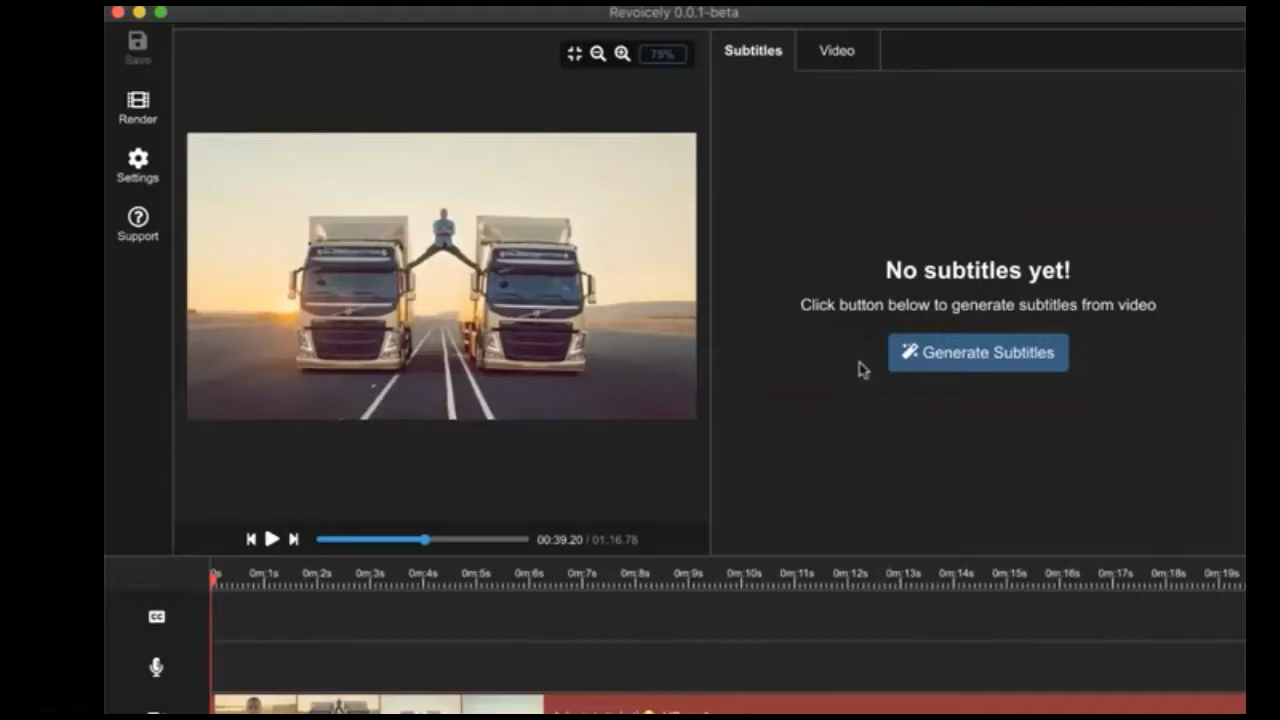 Revoicely 0.0.1-beta
Save
Render
Settings
Support
75%
Subtitles
Video
No subtitles yet!
Click button below to generate subtitles from video
Generate Subtitles
00:39.20 / 01:16.78
0s 0m:1s 0m:2s 0m:3s 0m:4s 0m:5s 0m:6s 0m:7s 0m:8s 0m:9s 0m:10s 0m:11s 0m:12s 0m:13s 0m:14s 0m:15s 0m:16s 0m:17s 0m:18s 0m:19s
CC